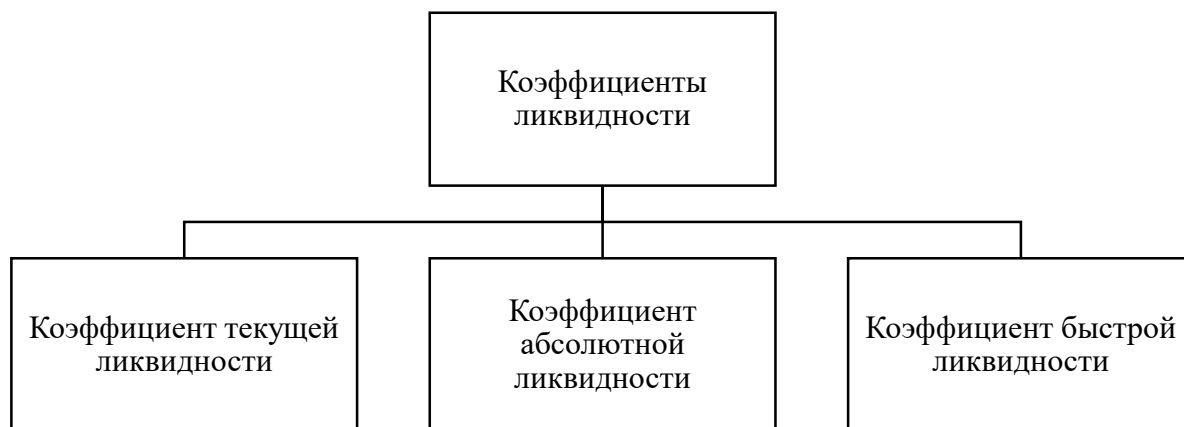 Коэффициенты
ликвидности
Коэффициент текущей
ликвидности
Коэффициент
абсолютной
ликвидности
Коэффициент быстрой
ликвидности